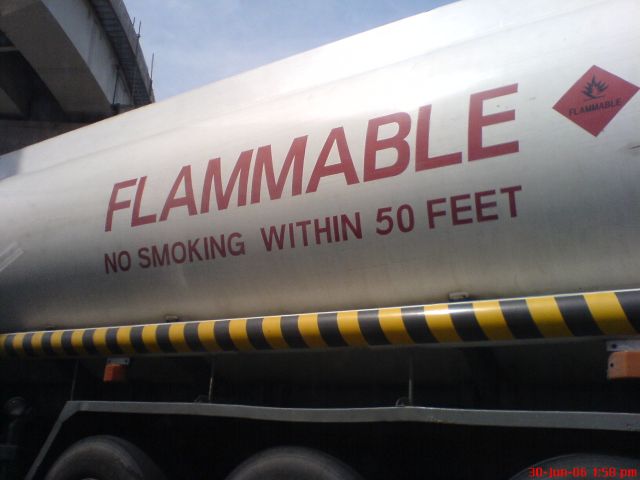 FLAMMABLE
NO SMOKING WITHIN 50 FEET
FLAMMABLE
30-Jun-06 1:58 pm